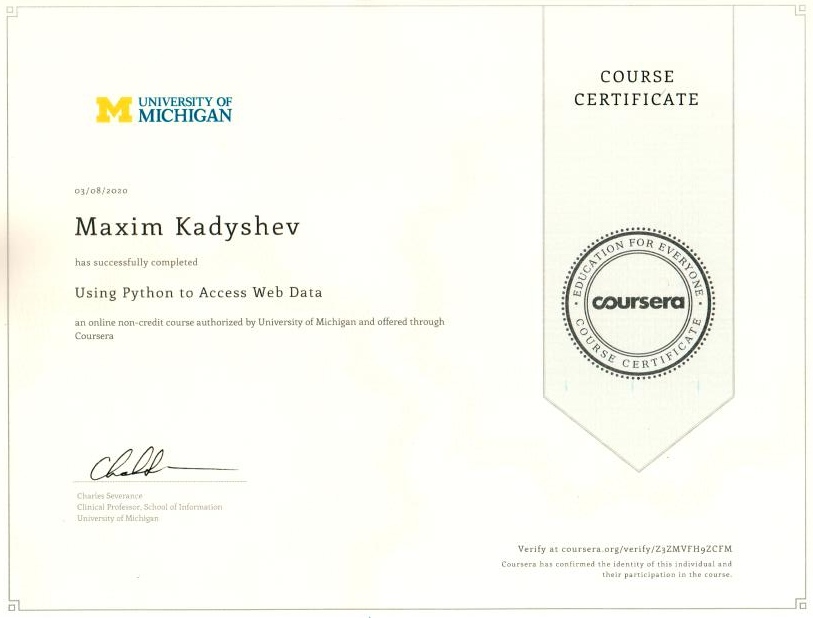 UNIVERSITY OF
MICHIGAN
COURSE
CERTIFICATE
03/08/2020
Maxim Kadyshev
has successfully completed
Using Python to Access Web Data
an online non-credit course authorized by University of Michigan and offered through
Coursera
EDUCATION FOR EVERYONE
coursera
COURSE CERTIFICATE
Charles Severance
Clinical Professor, School of Information
University of Michigan
Verify at coursera.org/verify/Z3ZMVFH9ZCFM
Coursera has confirmed the identity of this individual and
their participation in the course.